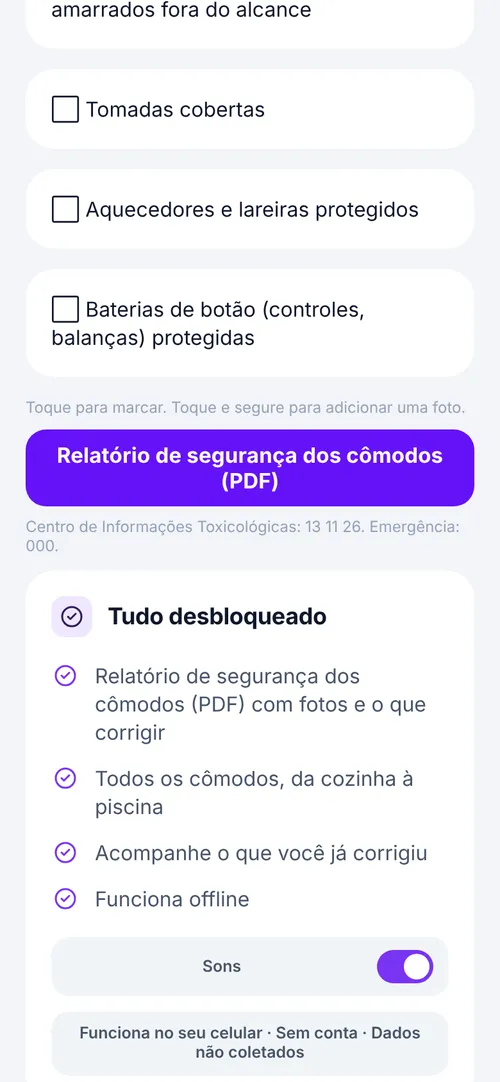 amarrados fora do alcance
Tomadas cobertas
Aquecedores e lareiras protegidos
Baterias de botão (controles,
balanças) protegidas
Toque para marcar. Toque e segure para adicionar uma foto.
Relatório de segurança dos cômodos
(PDF)
Centro de Informações Toxicológicas: 13 11 26. Emergência:
000.
Tudo desbloqueado
Relatório de segurança dos
cômodos (PDF) com fotos e o que
corrigir
Todos os cômodos, da cozinha à
piscina
Acompanhe o que você já corrigiu
Funciona offline
Sons
Funciona no seu celular · Sem conta · Dados
não coletados